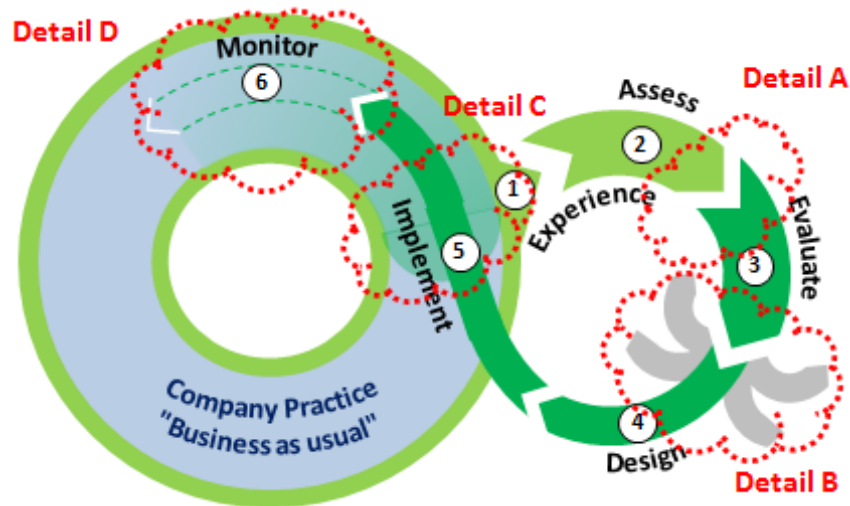 Detail D
Monitor
6
Detail C
Assess
Detail A
2
1
Experience
Evaluate
Implement
5
3
Company Practice
"Business as usual"
4
Design
Detail B